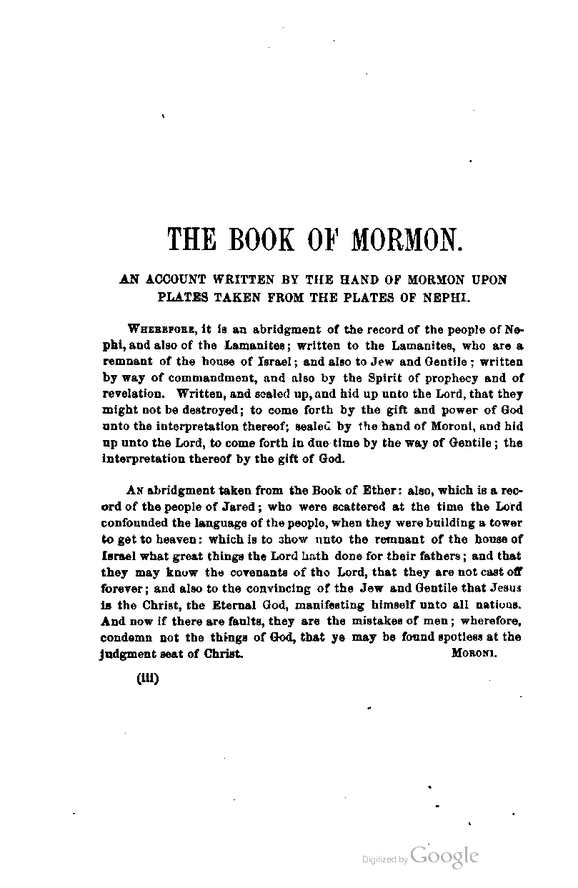 THE BOOK OF MORMON.
AN ACCOUNT WRITTEN BY THE HAND OF MORMON UPON
PLATES TAKEN FROM THE PLATES OF NEPHI.
WHEREFORE, it is an abridgment of the record of the people of Ne-
phi, and also of the Lamanites; written to the Lamanites, who are a
remnant of the house of Israel; and also to Jew and Gentile; written
by way of commandment, and also by the Spirit of prophecy and of
revelation. Written, and sealed up, and hid up unto the Lord, that they
might not be destroyed; to come forth by the gift and power of God
unto the interpretation thereof; sealed by the hand of Moroni, and hid
up unto the Lord, to come forth in due time by the way of Gentile; the
interpretation thereof by the gift of God.
AN abridgment taken from the Book of Ether: also, which is a rec-
ord of the people of Jared; who were scattered at the time the Lord
confounded the language of the people, when they were building a tower
to get to heaven: which is to show unto the remnant of the house of
Israel what great things the Lord hath done for their fathers; and that
they may know the covenants of the Lord, that they are not cast off
forever; and also to the convincing of the Jew and Gentile that Jesus
is the Christ, the Eternal God, manifesting himself unto all nations.
And now if there are faults, they are the mistakes of men; wherefore,
condemn not the things of God, that ye may be found spotless at the
judgment seat of Christ. MORONI.
(iii)
Digitized by Google